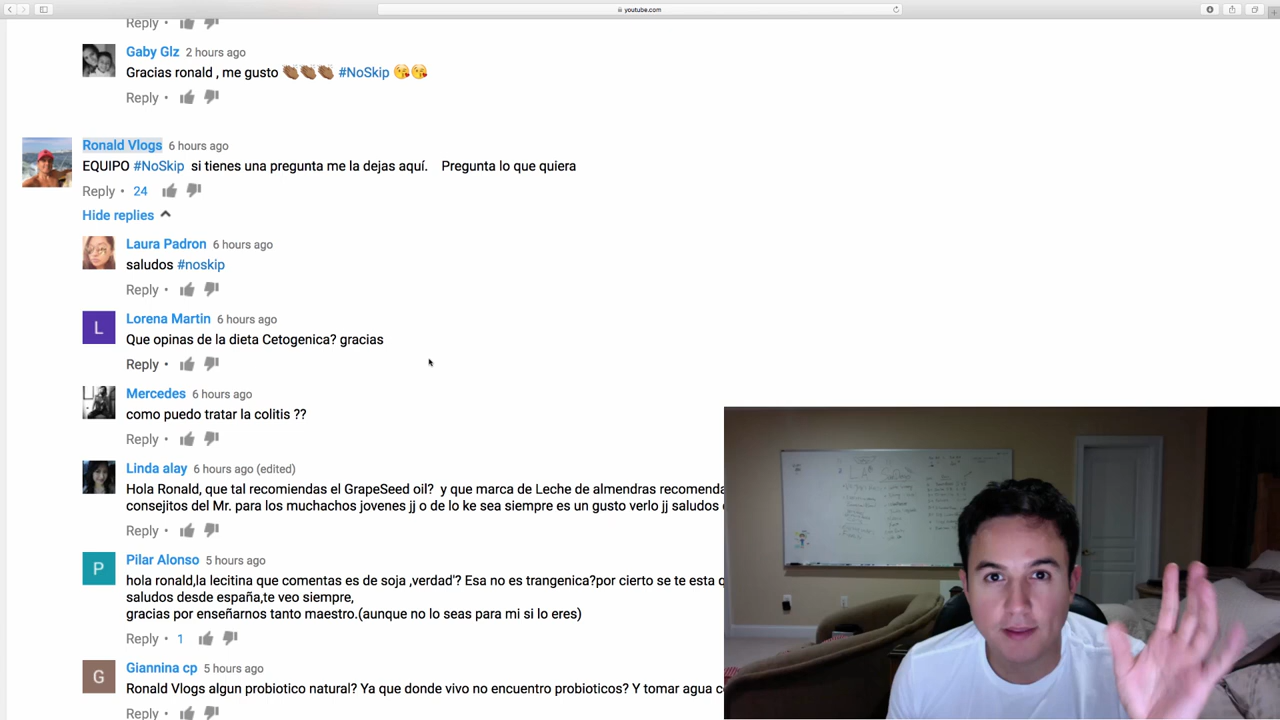 youtube.com
Reply •
Gaby Glz 2 hours ago
Gracias ronald , me gusto 👏🏾👏🏾👏🏾 #NoSkip 😘😘
Reply •
Ronald Vlogs 6 hours ago
EQUIPO #NoSkip si tienes una pregunta me la dejas aquí. Pregunta lo que quiera
Reply • 24
Hide replies
Laura Padron 6 hours ago
saludos #noskip
Reply •
L
Lorena Martin 6 hours ago
Que opinas de la dieta Cetogenica? gracias
Reply •
Mercedes 6 hours ago
como puedo tratar la colitis ??
Reply •
Linda alay 6 hours ago (edited)
Hola Ronald, que tal recomiendas el GrapeSeed oil? y que marca de Leche de almendras recomenda
consejitos del Mr. para los muchachos jovenes jj o de lo ke sea siempre es un gusto verlo jj saludos
Reply •
P
Pilar Alonso 5 hours ago
hola ronald,la lecitina que comentas es de soja ,verdad'? Esa no es trangenica?por cierto se te esta
saludos desde españa,te veo siempre,
gracias por enseñarnos tanto maestro.(aunque no lo seas para mi si lo eres)
Reply • 1
G
Giannina cp 5 hours ago
Ronald Vlogs algun probiotico natural? Ya que donde vivo no encuentro probioticos? Y tomar agua
Reply •